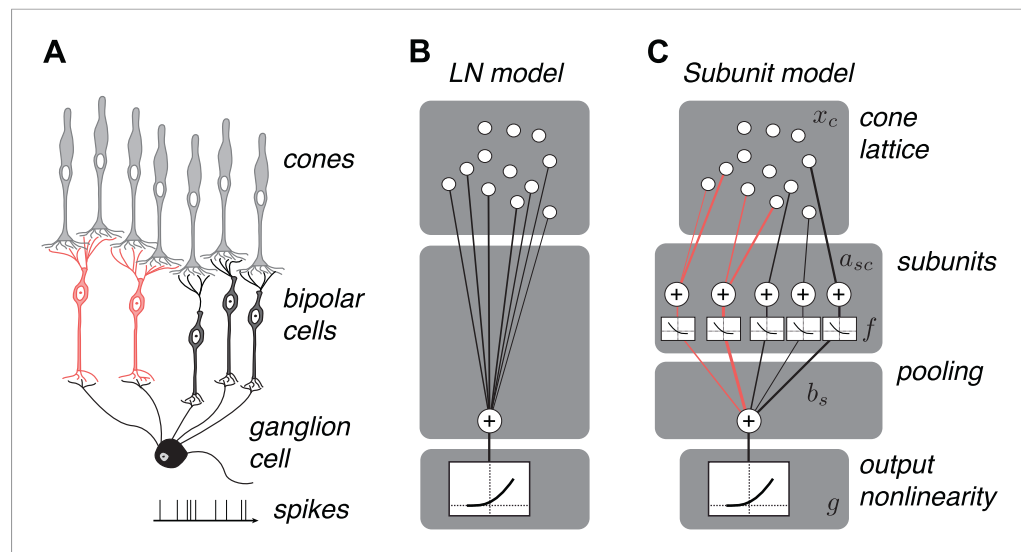 A
cones
bipolar
cells
ganglion
cell
spikes
B
LN model
+
C
Subunit model
x_c
cone
lattice
a_sc
subunits
+ + + + +
f
pooling
b_s
+
output
nonlinearity
g